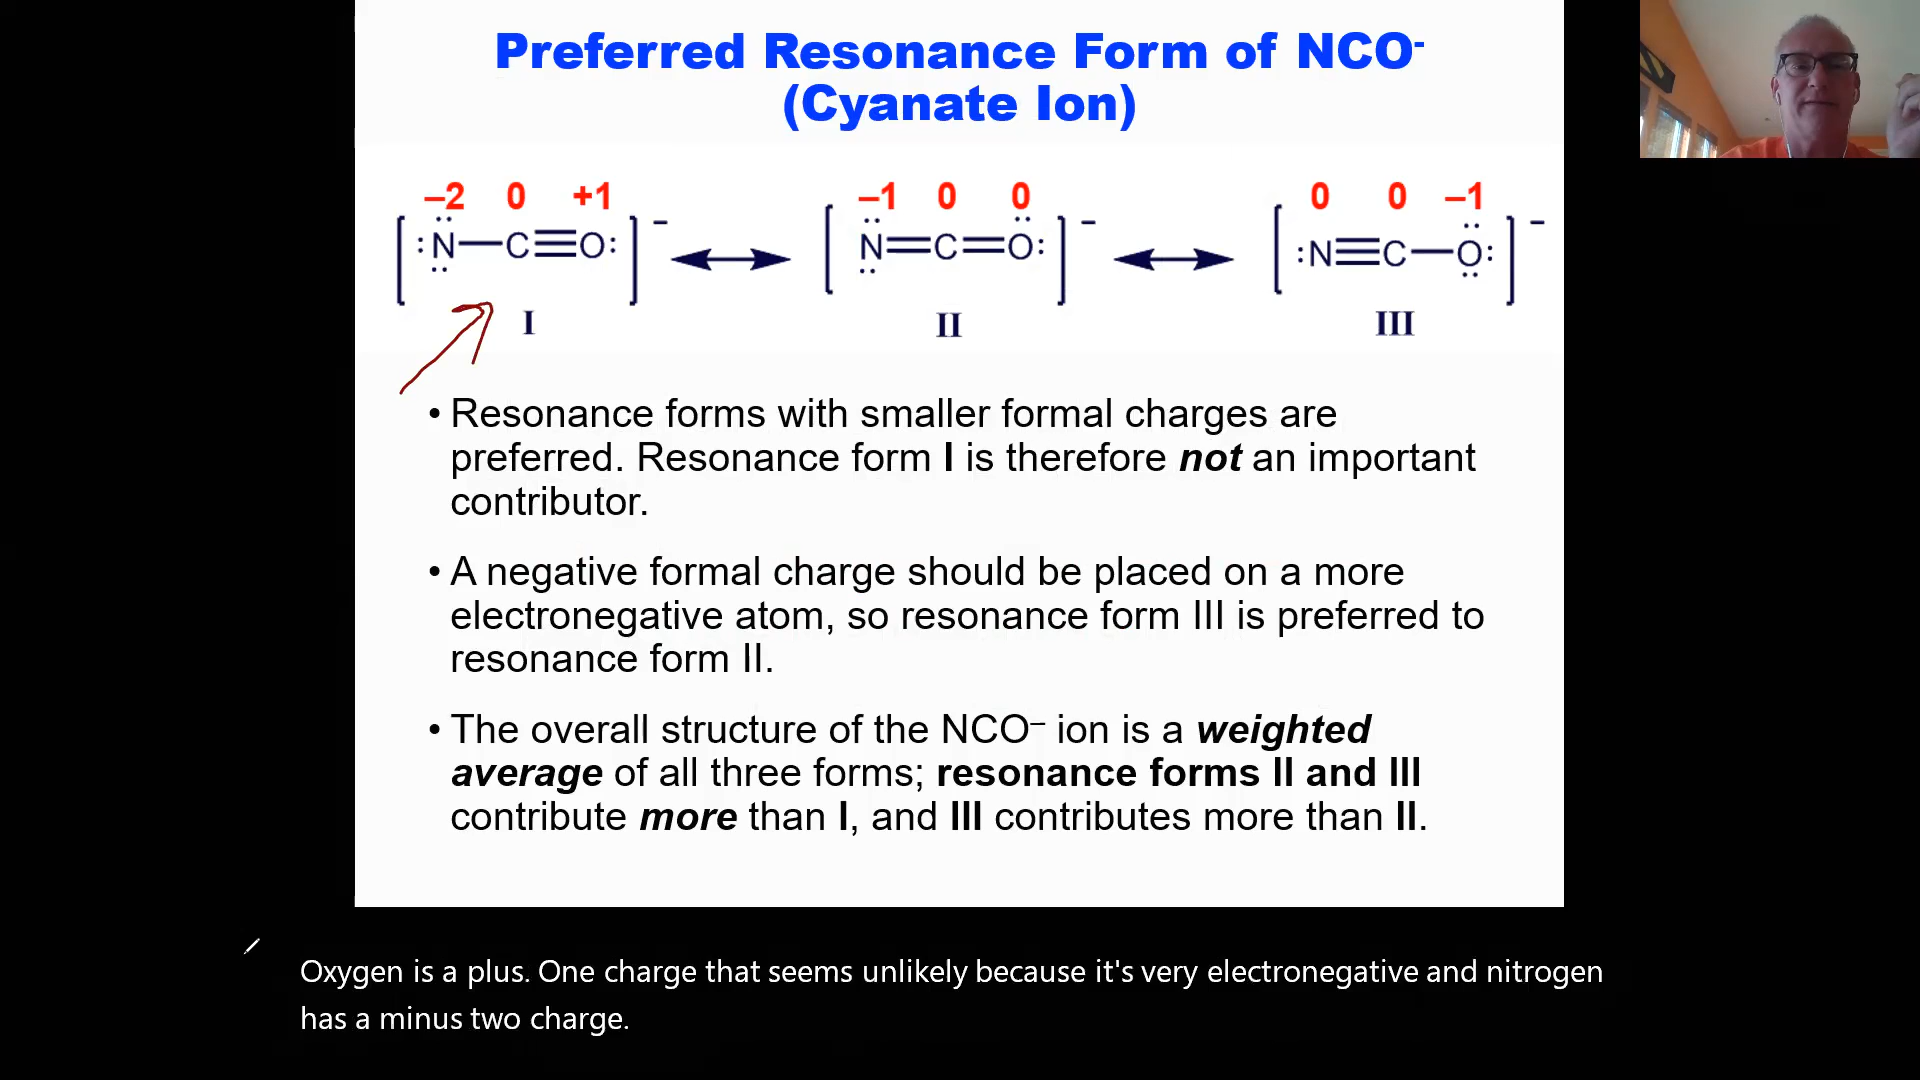 Preferred Resonance Form of NCO⁻
(Cyanate Ion)
–2 0 +1 –1 0 0 0 0 –1
[:N̈—C≡O:]⁻ ↔ [N̈=C=Ö:]⁻ ↔ [:N≡C—Ö:]⁻
I II III
• Resonance forms with smaller formal charges are
preferred. Resonance form I is therefore not an important
contributor.
• A negative formal charge should be placed on a more
electronegative atom, so resonance form III is preferred to
resonance form II.
• The overall structure of the NCO⁻ ion is a weighted
average of all three forms; resonance forms II and III
contribute more than I, and III contributes more than II.
Oxygen is a plus. One charge that seems unlikely because it's very electronegative and nitrogen
has a minus two charge.